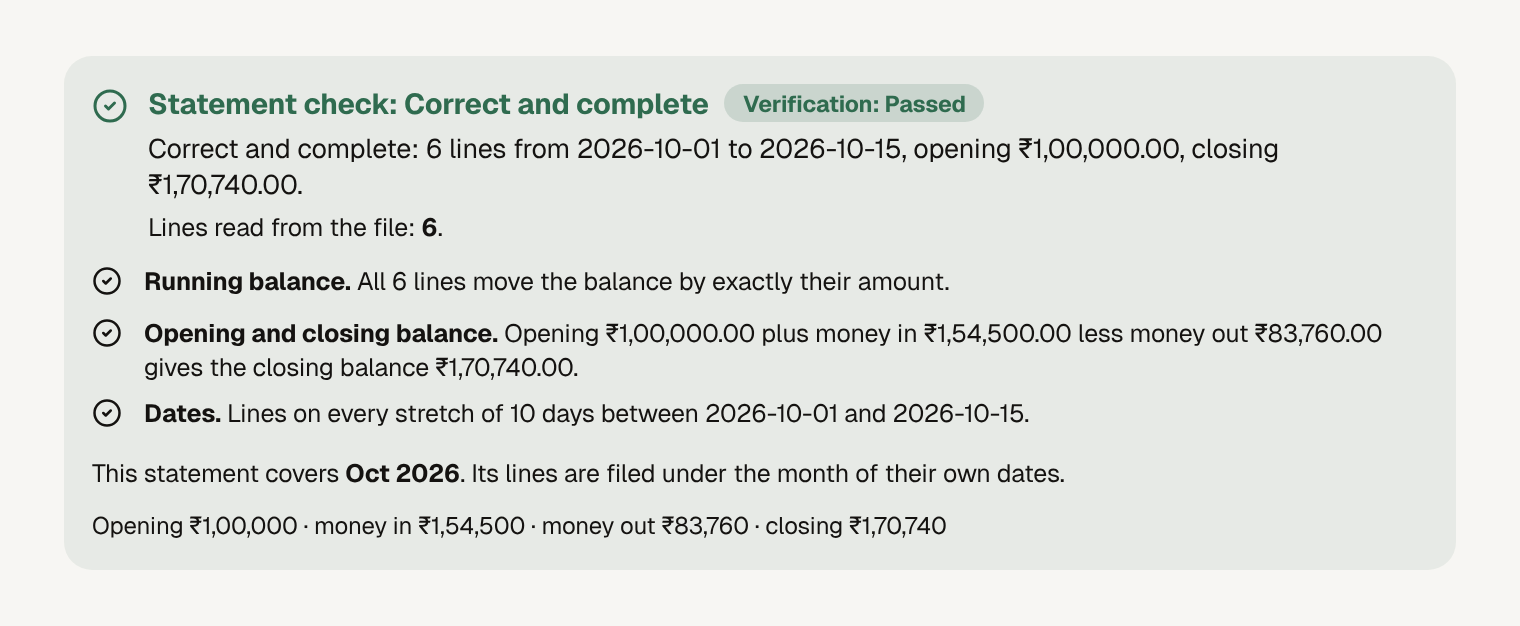 Statement check: Correct and complete Verification: Passed
Correct and complete: 6 lines from 2026-10-01 to 2026-10-15, opening ₹1,00,000.00, closing
₹1,70,740.00.
Lines read from the file: 6.
Running balance. All 6 lines move the balance by exactly their amount.
Opening and closing balance. Opening ₹1,00,000.00 plus money in ₹1,54,500.00 less money out ₹83,760.00
gives the closing balance ₹1,70,740.00.
Dates. Lines on every stretch of 10 days between 2026-10-01 and 2026-10-15.
This statement covers Oct 2026. Its lines are filed under the month of their own dates.
Opening ₹1,00,000 · money in ₹1,54,500 · money out ₹83,760 · closing ₹1,70,740